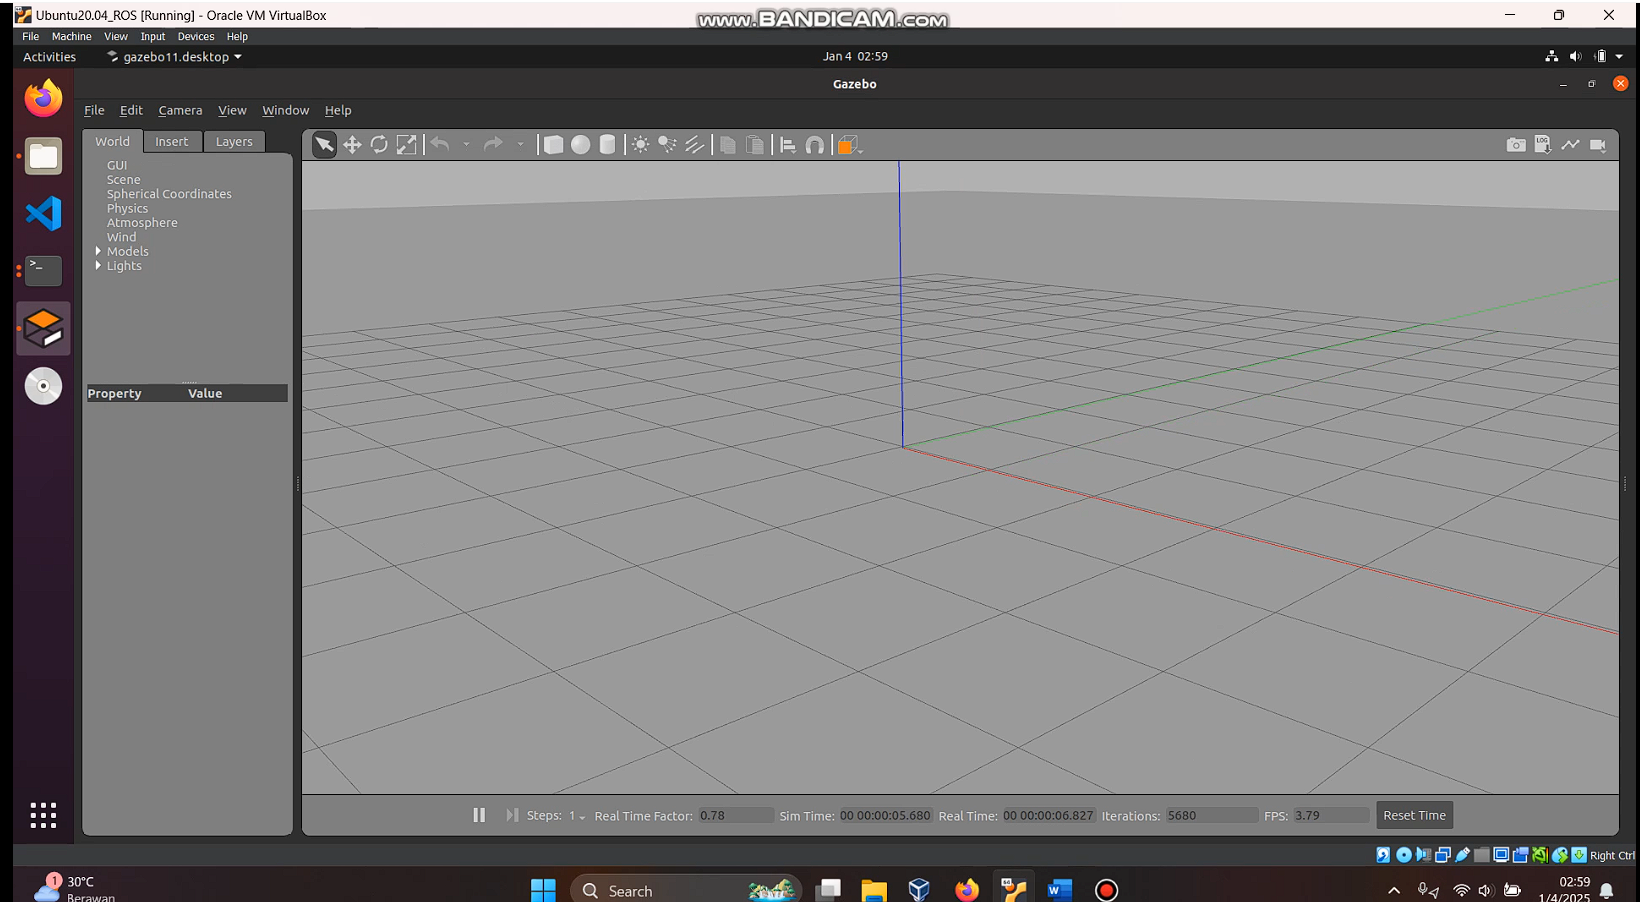 Ubuntu20.04_ROS [Running] - Oracle VM VirtualBox
www.BANDICAM.com
File Machine View Input Devices Help
Activities gazebo11.desktop Jan 4 02:59
Gazebo
File Edit Camera View Window Help
World Insert Layers
GUI
Scene
Spherical Coordinates
Physics
Atmosphere
Wind
Models
Lights
Property Value
Steps: 1 Real Time Factor: 0.78 Sim Time: 00 00:00:05.680 Real Time: 00 00:00:06.827 Iterations: 5680 FPS: 3.79 Reset Time
Right Ctrl
1 30°C
Berawan
Search
02:59
1/4/2025